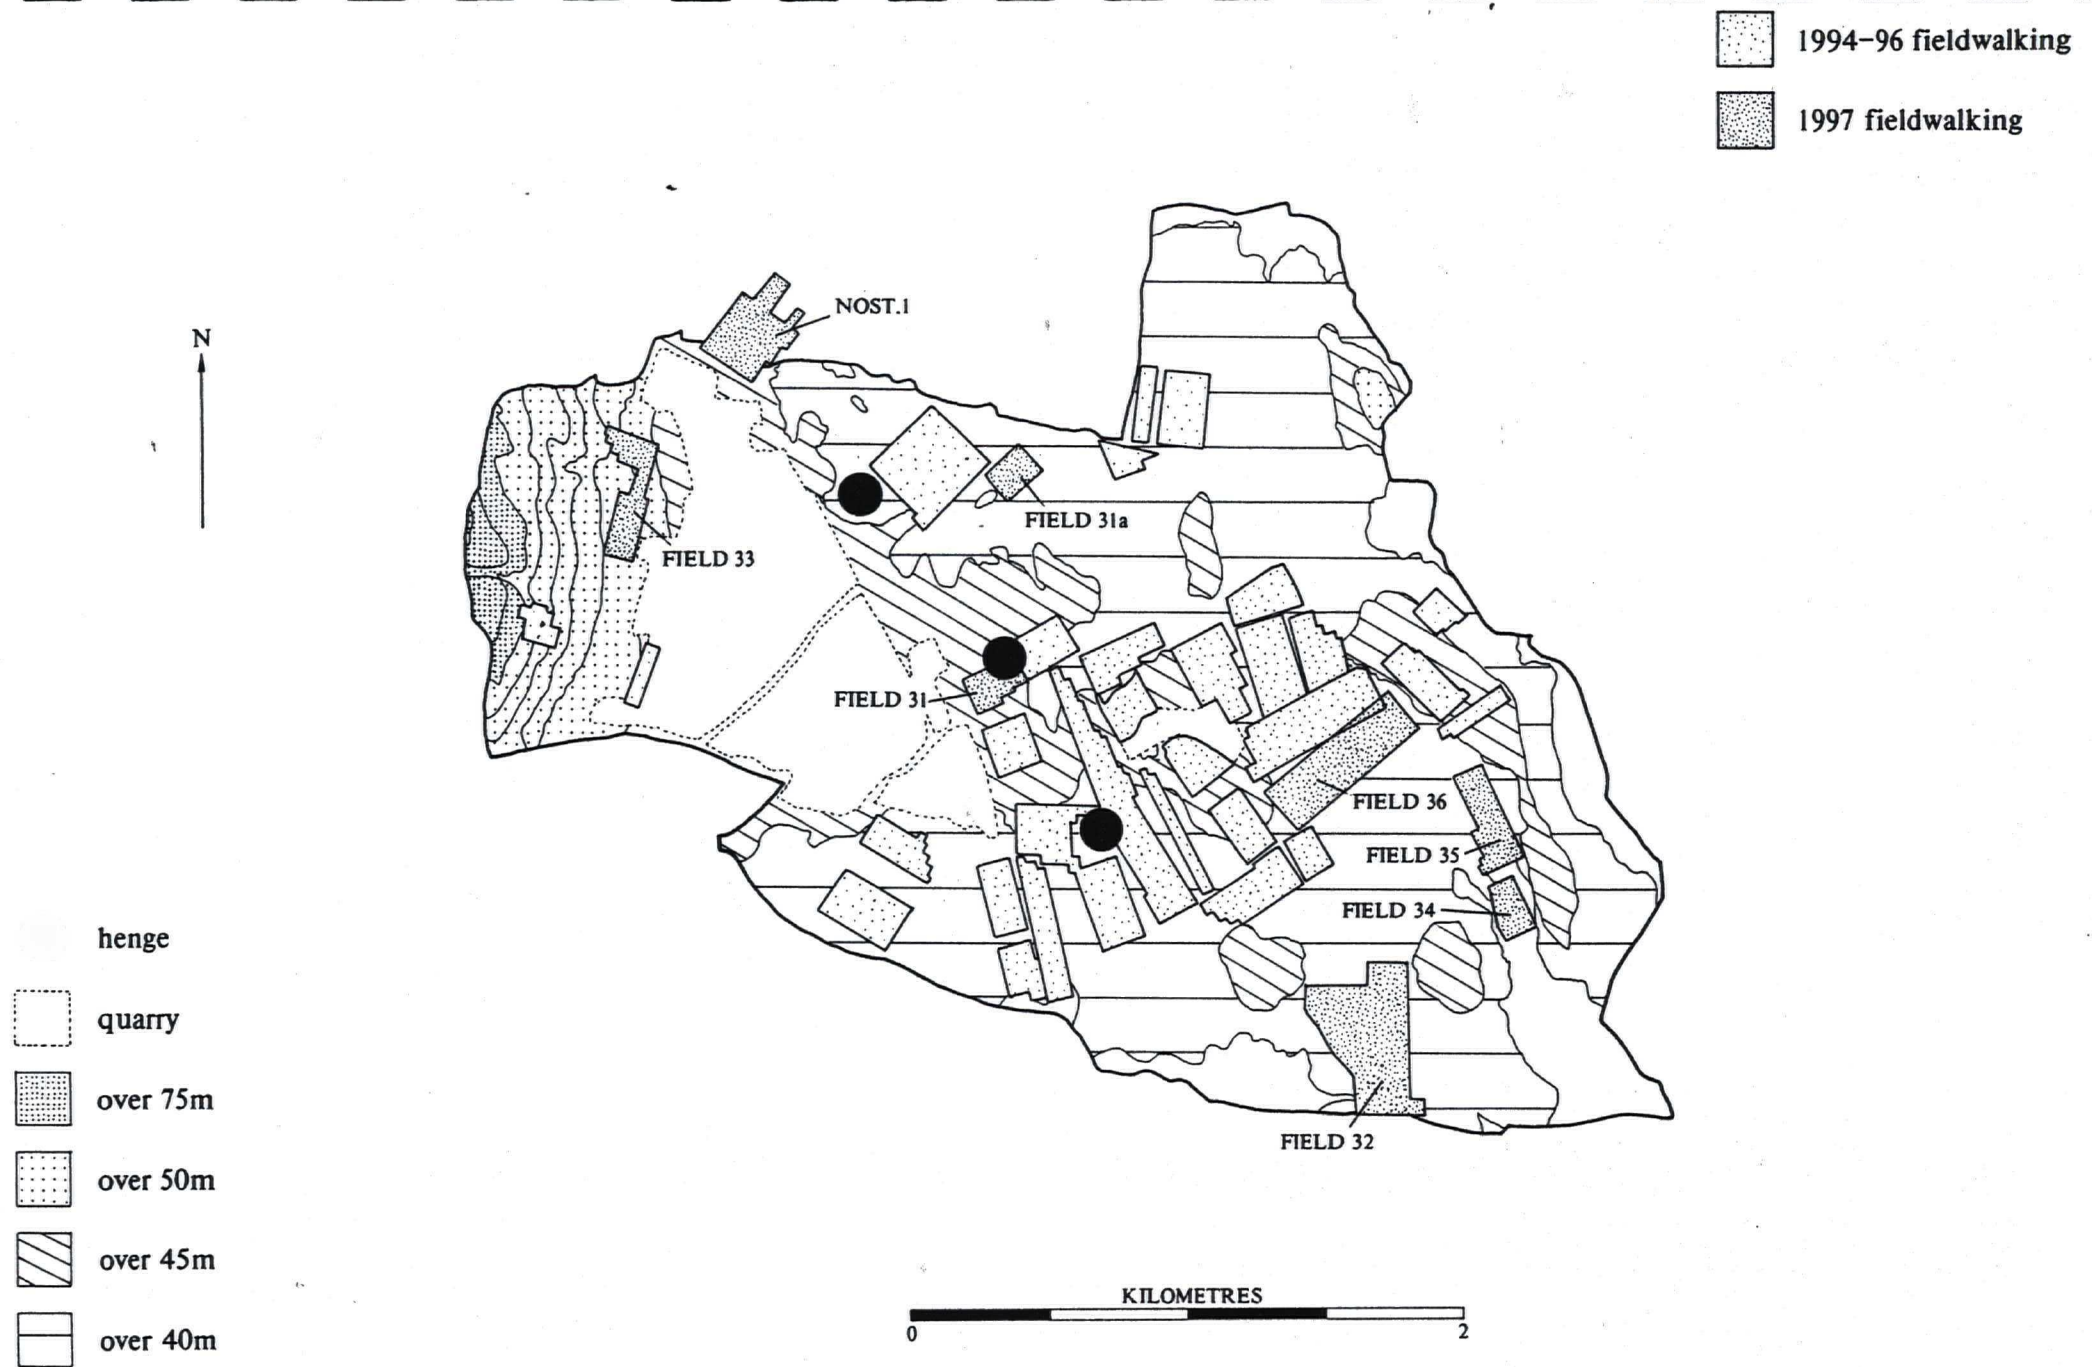 1994–96 fieldwalking
1997 fieldwalking
NOST.1
N
FIELD 31a
FIELD 33
FIELD 31
FIELD 36
FIELD 35
FIELD 34
henge
quarry
over 75m
over 50m
FIELD 32
over 45m
KILOMETRES
0 2
over 40m